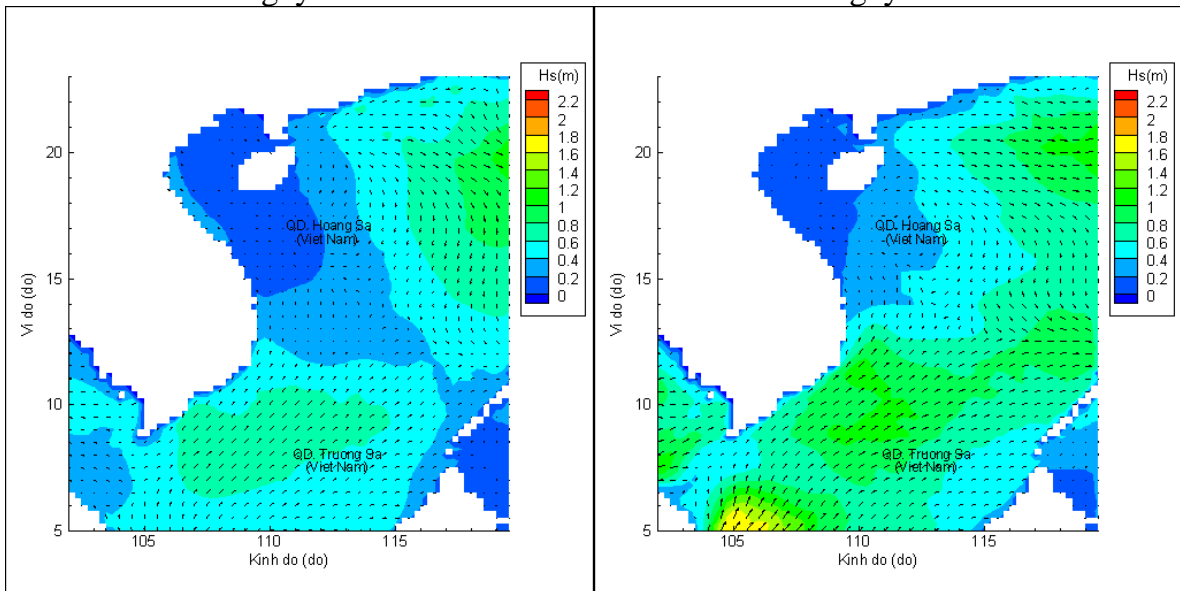 Hs(m)
2.2
2
1.8
1.6
1.4
1.2
1
0.8
0.6
0.4
0.2
0
20
15
10
5
Vi do (do)
QD. Hoang Sa
(Viet Nam)
QD. Truong Sa
(Viet Nam)
105
110
115
Kinh do (do)
Hs(m)
2.2
2
1.8
1.6
1.4
1.2
1
0.8
0.6
0.4
0.2
0
20
15
10
5
Vi do (do)
QD. Hoang Sa
(Viet Nam)
QD. Truong Sa
(Viet Nam)
105
110
115
Kinh do (do)